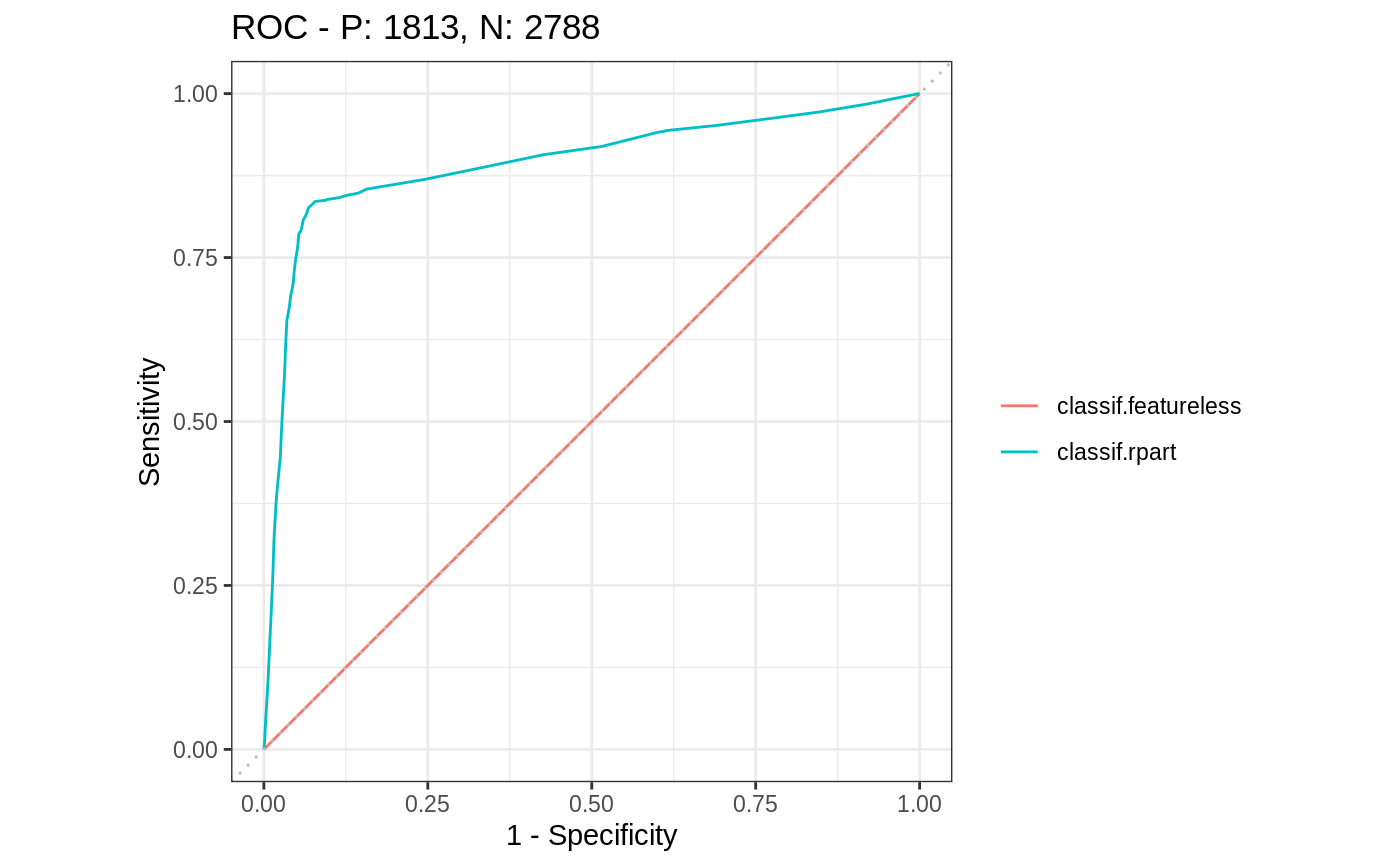 ROC - P: 1813, N: 2788
1.00
0.75
0.50
0.25
0.00
Sensitivity
0.00 0.25 0.50 0.75 1.00
1 - Specificity
classif.featureless
classif.rpart